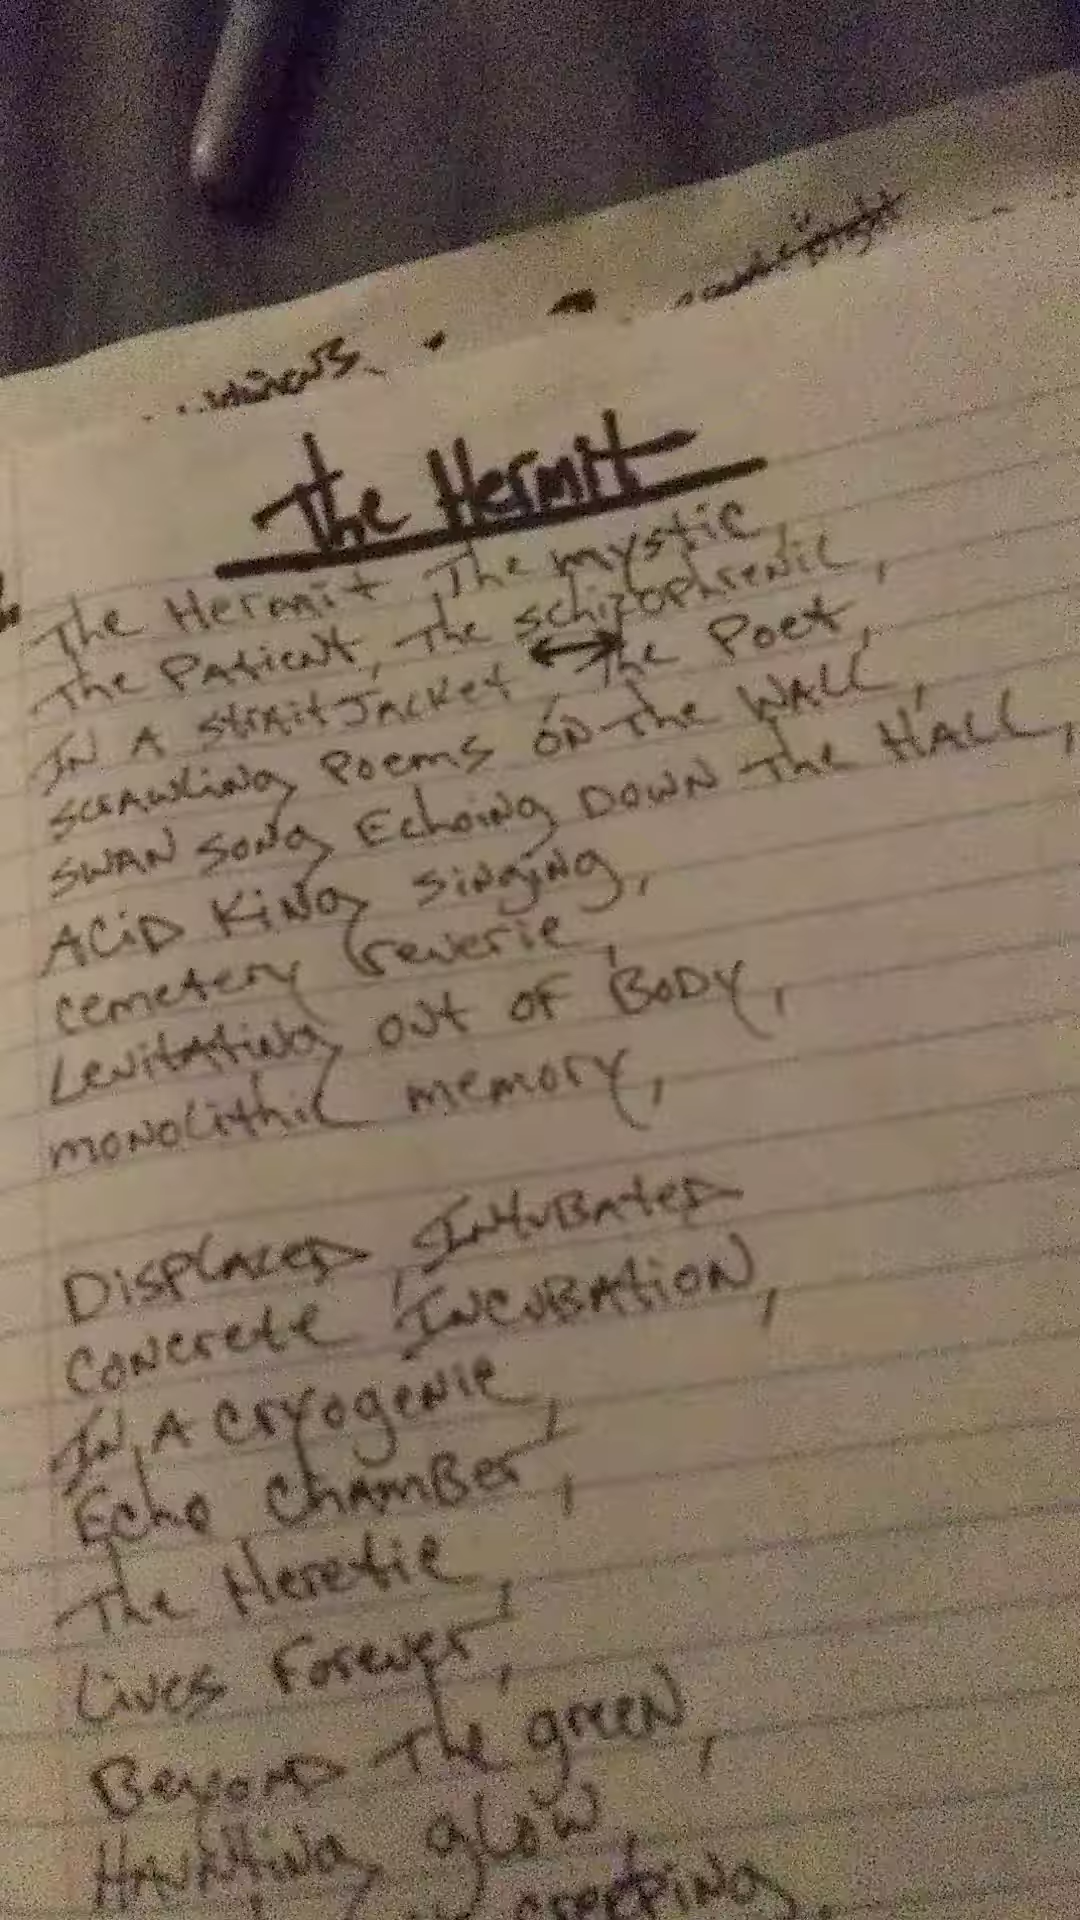 The Hermit
The Hermit, The mystic,
The Patient, The schizophrenic,
IN A straitJacket ↔ The Poet,
scrawling Poems ON The WALL,
SWAN SONg Echoing DOWN The HALL,
ACiD KiNg singing,
cemetery reverie,
Levitating out of BODY,
monolithic memory,
DisplaceD, INtuBateD
CONcrete INCuBAtiON,
IN A Cryogenic,
Echo ChAmBer,
The Heretic,
Lives Forever,
BeyonD The greeN,
HAuNting glow,
creepiNg